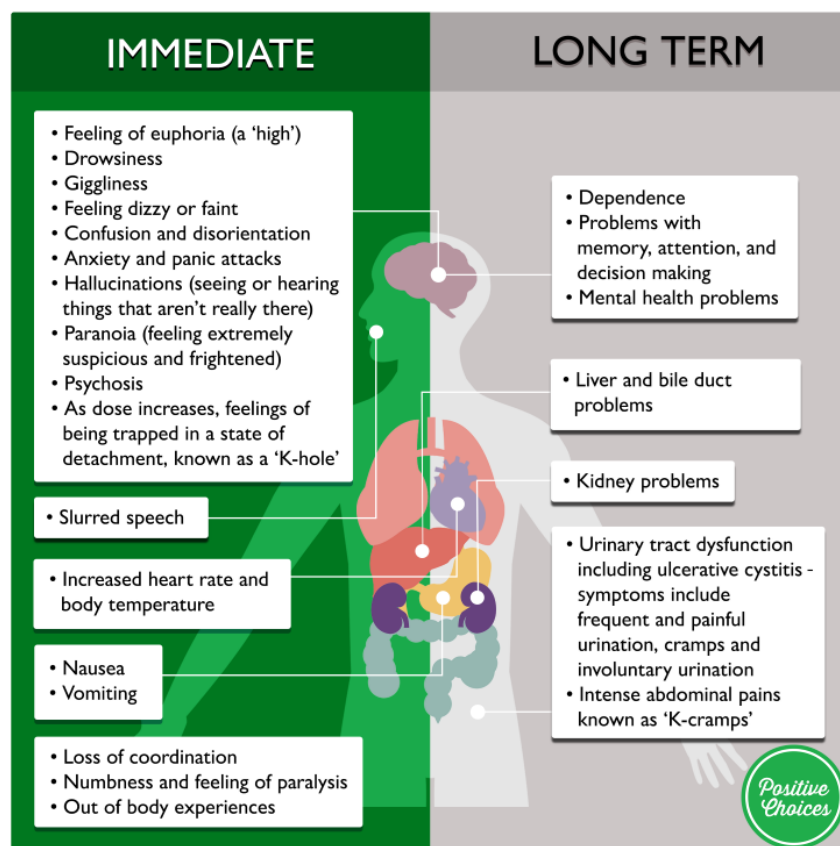 IMMEDIATE
• Feeling of euphoria (a ‘high’)
• Drowsiness
• Giggliness
• Feeling dizzy or faint
• Confusion and disorientation
• Anxiety and panic attacks
• Hallucinations (seeing or hearing
things that aren’t really there)
• Paranoia (feeling extremely
suspicious and frightened)
• Psychosis
• As dose increases, feelings of
being trapped in a state of
detachment, known as a ‘K-hole’
• Slurred speech
• Increased heart rate and
body temperature
• Nausea
• Vomiting
• Loss of coordination
• Numbness and feeling of paralysis
• Out of body experiences
LONG TERM
• Dependence
• Problems with
memory, attention, and
decision making
• Mental health problems
• Liver and bile duct
problems
• Kidney problems
• Urinary tract dysfunction
including ulcerative cystitis -
symptoms include
frequent and painful
urination, cramps and
involuntary urination
• Intense abdominal pains
known as ‘K-cramps’
Positive
Choices